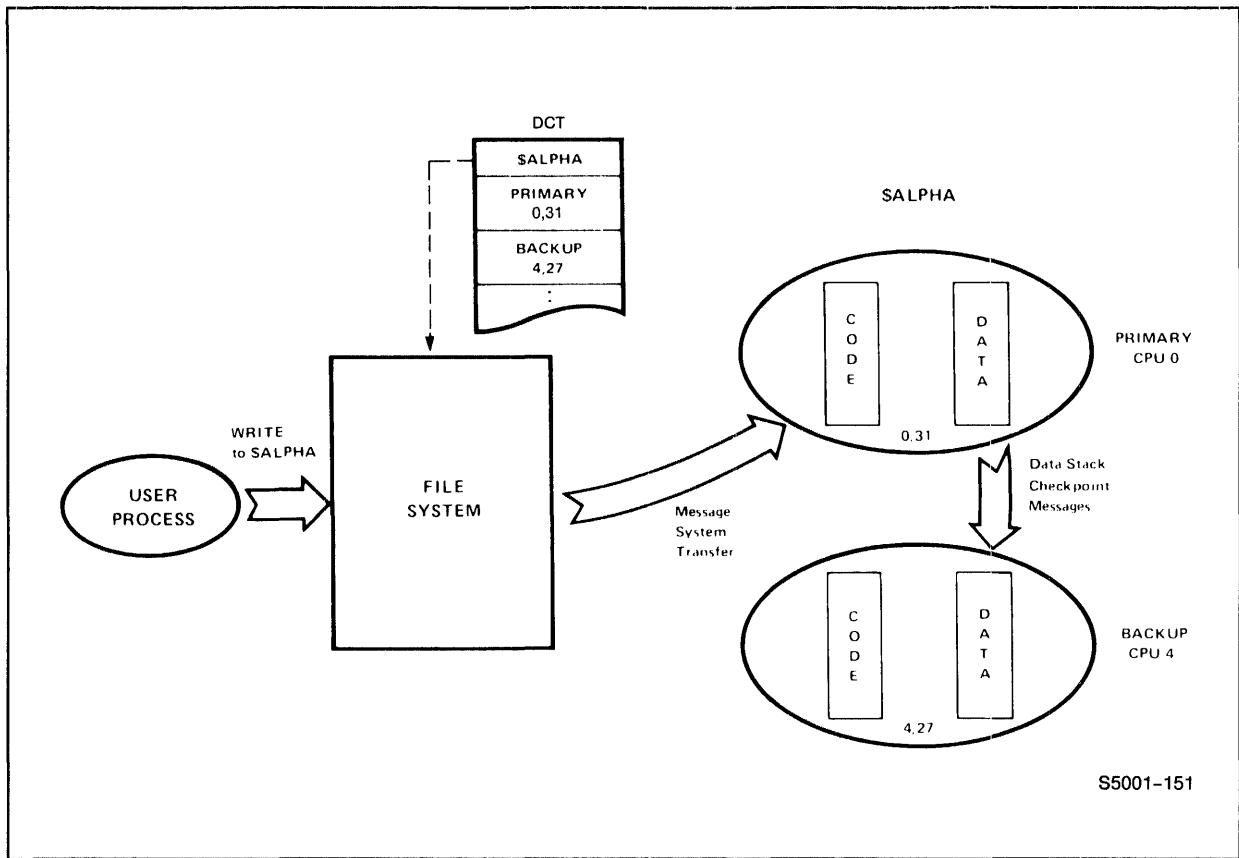 DCT
$ALPHA
PRIMARY
0,31
BACKUP
4,27
:
$ALPHA
C
O
D
E
D
A
T
A
0,31
PRIMARY
CPU 0
WRITE
to $ALPHA
USER
PROCESS
FILE
SYSTEM
Message
System
Transfer
Data Stack
Checkpoint
Messages
C
O
D
E
D
A
T
A
4,27
BACKUP
CPU 4
S5001-151